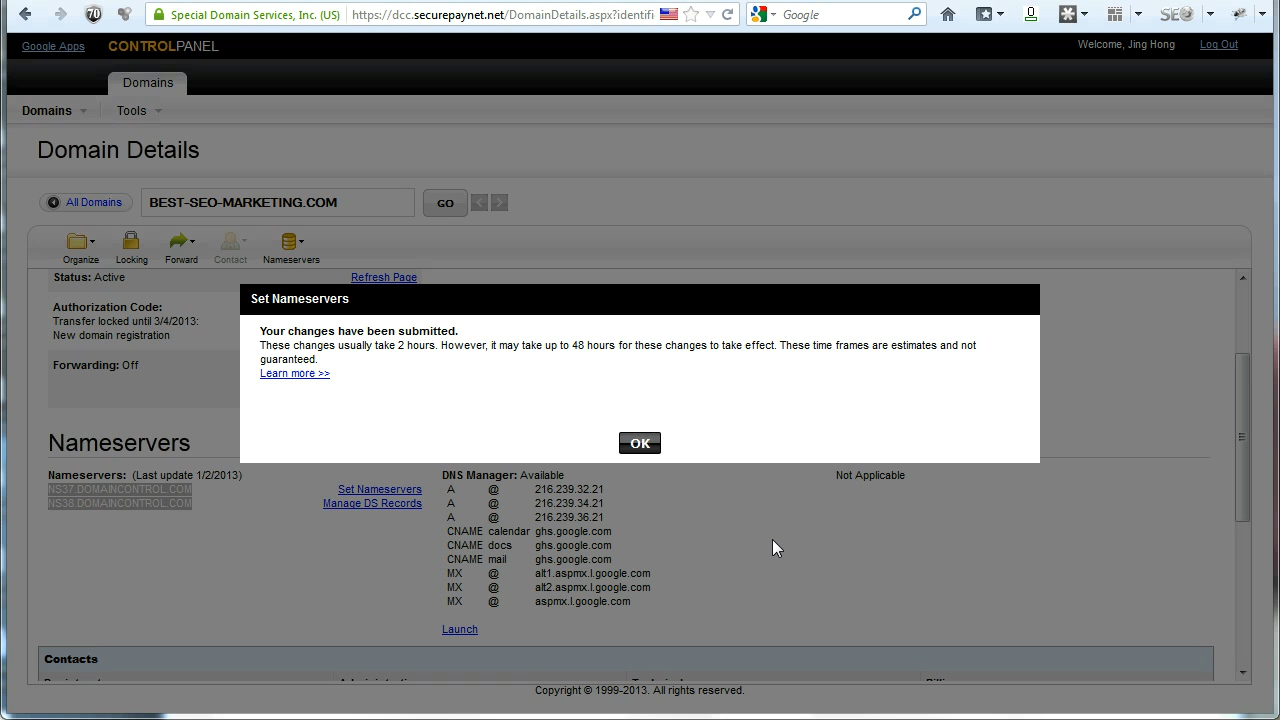 70
Special Domain Services, Inc. (US)
https://dcc.securepaynet.net/DomainDetails.aspx?identifi
Google
SEO
Google Apps
CONTROLPANEL
Welcome, Jing Hong
Log Out
Domains
Domains
Tools
Domain Details
All Domains
BEST-SEO-MARKETING.COM
GO
Organize
Locking
Forward
Contact
Nameservers
Status: Active
Refresh Page
Authorization Code:
Transfer locked until 3/4/2013:
New domain registration
Forwarding: Off
Set Nameservers
Your changes have been submitted.
These changes usually take 2 hours. However, it may take up to 48 hours for these changes to take effect. These time frames are estimates and not
guaranteed.
Learn more >>
OK
Nameservers
Nameservers: (Last update 1/2/2013)
NS37.DOMAINCONTROL.COM
NS38.DOMAINCONTROL.COM
Set Nameservers
Manage DS Records
DNS Manager: Available
A @ 216.239.32.21
A @ 216.239.34.21
A @ 216.239.36.21
CNAME calendar ghs.google.com
CNAME docs ghs.google.com
CNAME mail ghs.google.com
MX @ alt1.aspmx.l.google.com
MX @ alt2.aspmx.l.google.com
MX @ aspmx.l.google.com
Launch
Not Applicable
Contacts
Copyright © 1999-2013. All rights reserved.